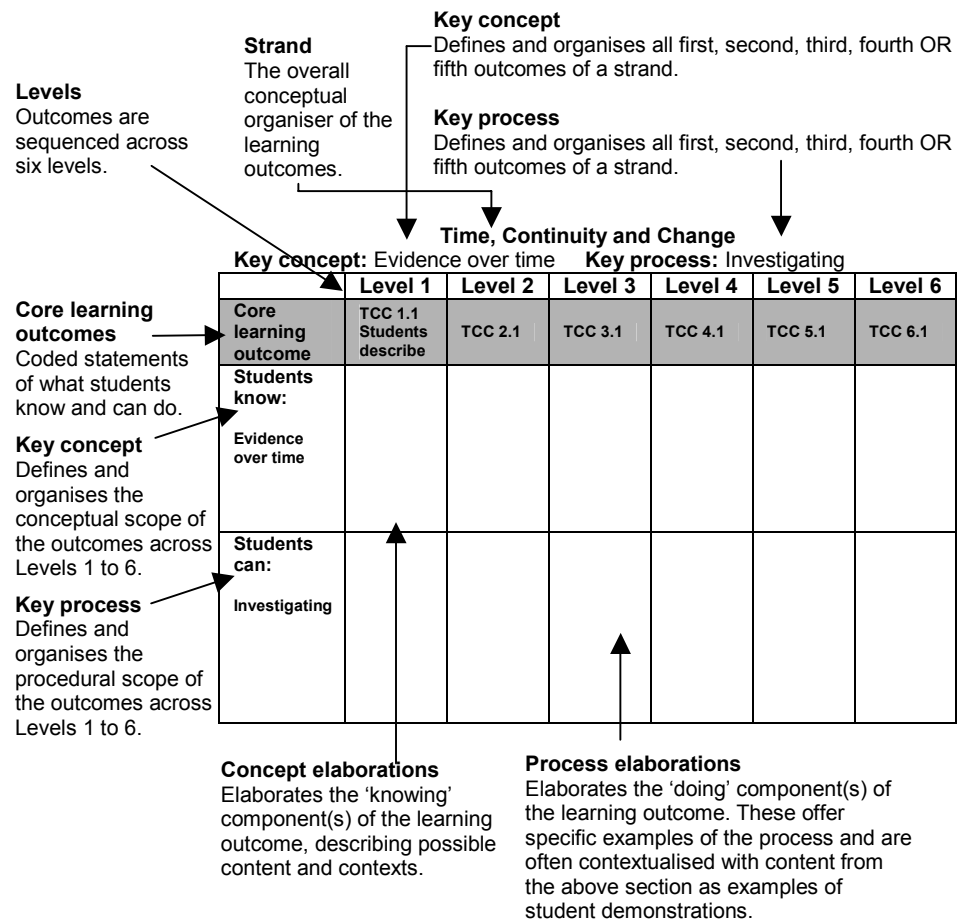 Key concept
Defines and organises all first, second, third, fourth OR
fifth outcomes of a strand.
Strand
The overall
conceptual
organiser of the
learning
outcomes.
Levels
Outcomes are
sequenced across
six levels.
Key process
Defines and organises all first, second, third, fourth OR
fifth outcomes of a strand.
Time, Continuity and Change
Key concept: Evidence over time Key process: Investigating
Level 1 Level 2 Level 3 Level 4 Level 5 Level 6
Core learning
outcomes
Coded statements
of what students
know and can do.
Core
learning
outcome
TCC 1.1
Students
describe
TCC 2.1 TCC 3.1 TCC 4.1 TCC 5.1 TCC 6.1
Students
know:
Evidence
over time
Key concept
Defines and
organises the
conceptual scope of
the outcomes across
Levels 1 to 6.
Students
can:
Investigating
Key process
Defines and
organises the
procedural scope of
the outcomes across
Levels 1 to 6.
Concept elaborations
Elaborates the ‘knowing’
component(s) of the learning
outcome, describing possible
content and contexts.
Process elaborations
Elaborates the ‘doing’ component(s) of
the learning outcome. These offer
specific examples of the process and are
often contextualised with content from
the above section as examples of
student demonstrations.